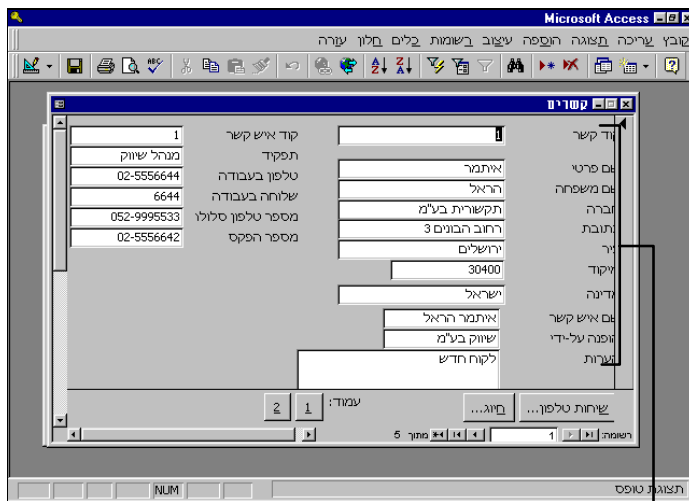 Microsoft Access
קובץ עריכה תצוגה הוספה עיצוב רשומות כלים חלון עזרה
קשרים
קוד קשר 1
שם פרטי איתמר
שם משפחה הראל
חברה תקשורית בע"מ
כתובת רחוב הבונים 3
עיר ירושלים
מיקוד 30400
מדינה ישראל
שם איש קשר איתמר הראל
הופנה על-ידי שיווק בע"מ
הערות לקוח חדש
קוד איש קשר 1
תפקיד מנהל שיווק
טלפון בעבודה 02-5556644
שלוחה בעבודה 6644
מספר טלפון סלולו 052-9995533
מספר הפקס 02-5556642
שיחות טלפון... חיוג... עמוד: 1 2
רשומה: 1 מתוך 5
תצוגת טופס NUM